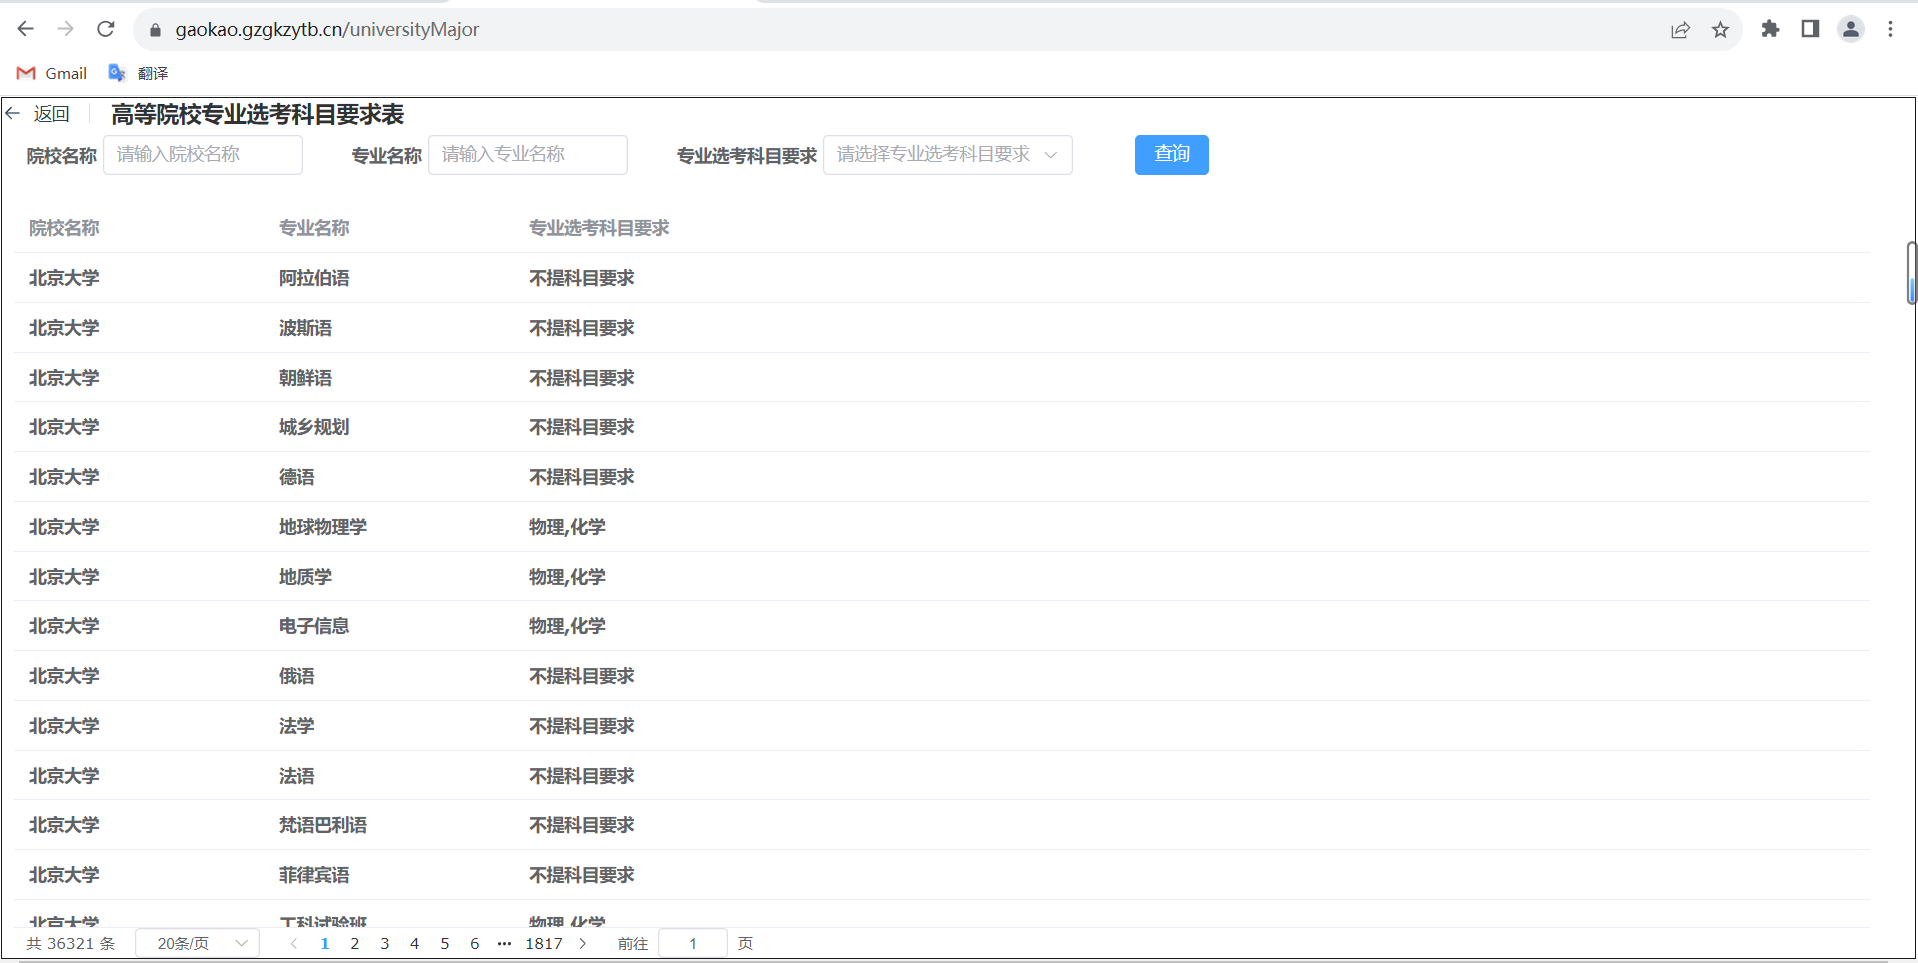 gaokao.gzgkzytb.cn/universityMajor
Gmail 翻译
返回 高等院校专业选考科目要求表
院校名称 请输入院校名称 专业名称 请输入专业名称 专业选考科目要求 请选择专业选考科目要求 查询
院校名称 专业名称 专业选考科目要求
北京大学 阿拉伯语 不提科目要求
北京大学 波斯语 不提科目要求
北京大学 朝鲜语 不提科目要求
北京大学 城乡规划 不提科目要求
北京大学 德语 不提科目要求
北京大学 地球物理学 物理,化学
北京大学 地质学 物理,化学
北京大学 电子信息 物理,化学
北京大学 俄语 不提科目要求
北京大学 法学 不提科目要求
北京大学 法语 不提科目要求
北京大学 梵语巴利语 不提科目要求
北京大学 菲律宾语 不提科目要求
北京大学 工科试验班 物理,化学
共 36321 条 20条/页 1 2 3 4 5 6 ••• 1817 前往 1 页